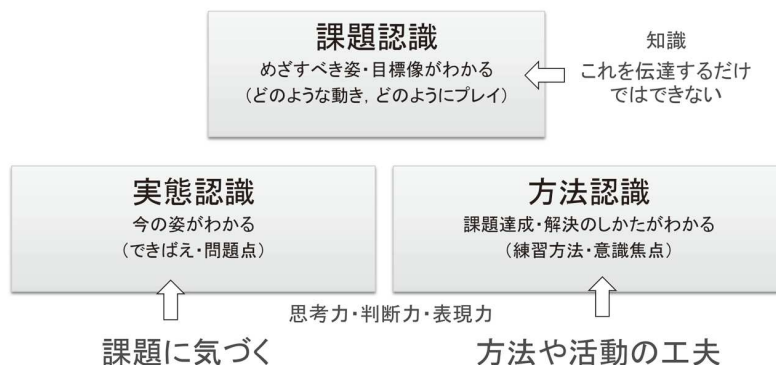 課題認識
めざすべき姿・目標像がわかる
（どのような動き，どのようにプレイ）
知識
これを伝達するだけ
ではできない
実態認識
今の姿がわかる
（できばえ・問題点）
方法認識
課題達成・解決のしかたがわかる
（練習方法・意識焦点）
思考力・判断力・表現力
課題に気づく
方法や活動の工夫